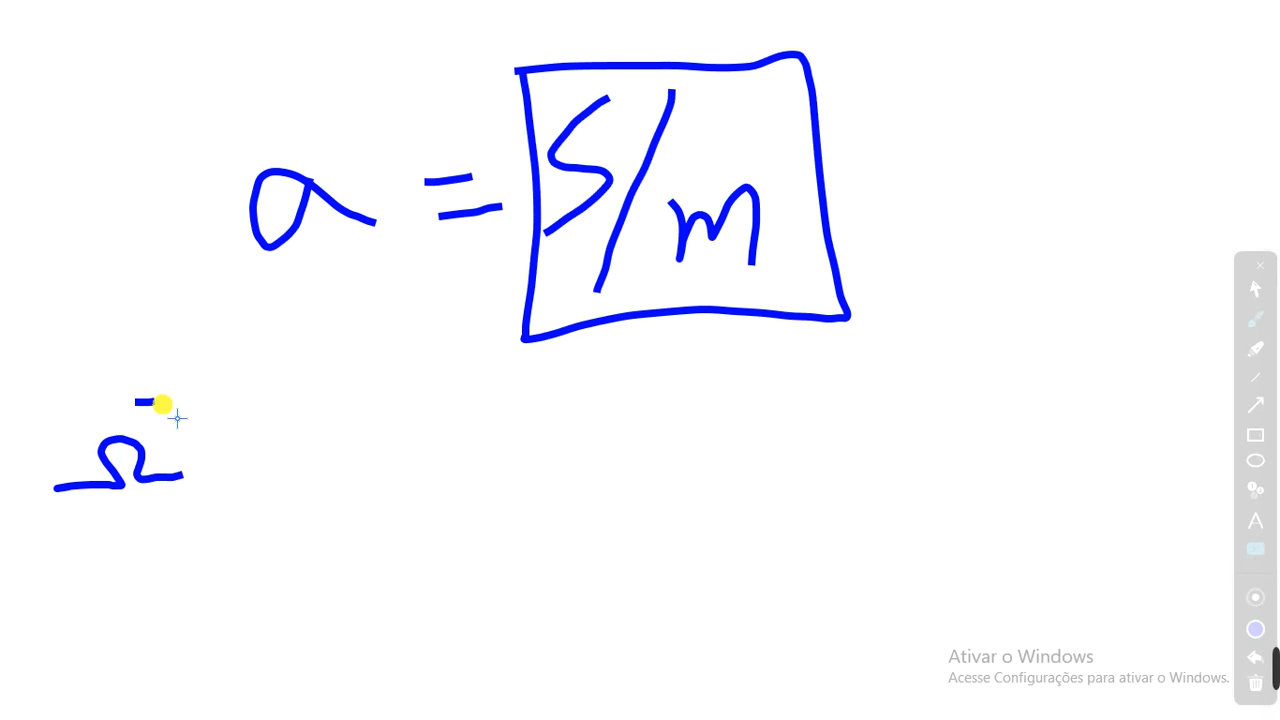 σ = S/m
Ω⁻
Ativar o Windows
Acesse Configurações para ativar o Windows.
A